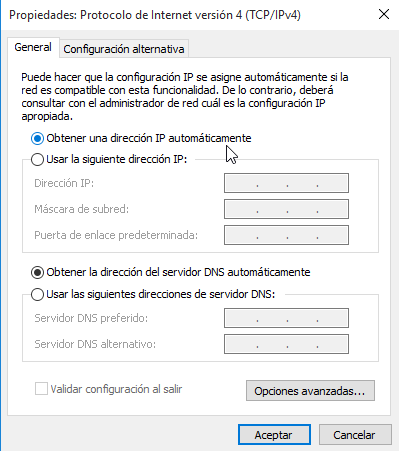 Propiedades: Protocolo de Internet versión 4 (TCP/IPv4)
General
Configuración alternativa
Puede hacer que la configuración IP se asigne automáticamente si la
red es compatible con esta funcionalidad. De lo contrario, deberá
consultar con el administrador de red cuál es la configuración IP
apropiada.
Obtener una dirección IP automáticamente
Usar la siguiente dirección IP:
Dirección IP:
Máscara de subred:
Puerta de enlace predeterminada:
Obtener la dirección del servidor DNS automáticamente
Usar las siguientes direcciones de servidor DNS:
Servidor DNS preferido:
Servidor DNS alternativo:
Validar configuración al salir
Opciones avanzadas...
Aceptar
Cancelar